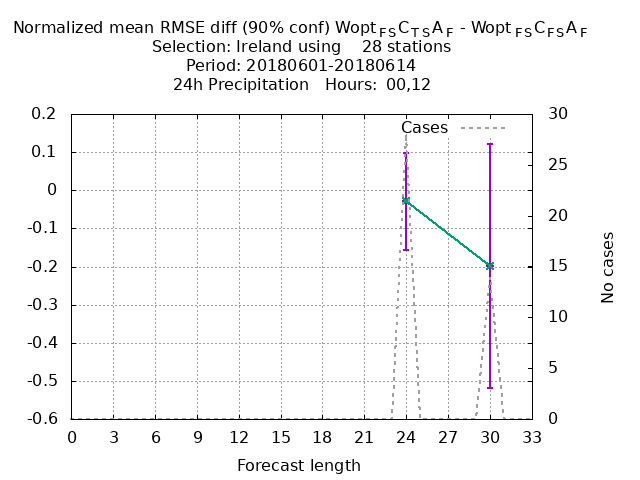 Normalized mean RMSE diff (90% conf) Wopt FS C TS A F - Wopt FS C FS A F
Selection: Ireland using 28 stations
Period: 20180601-20180614
24h Precipitation Hours: 00,12
Cases
0.2
0.1
0
-0.1
-0.2
-0.3
-0.4
-0.5
-0.6
30
25
20
15
10
5
0
No cases
0 3 6 9 12 15 18 21 24 27 30 33
Forecast length